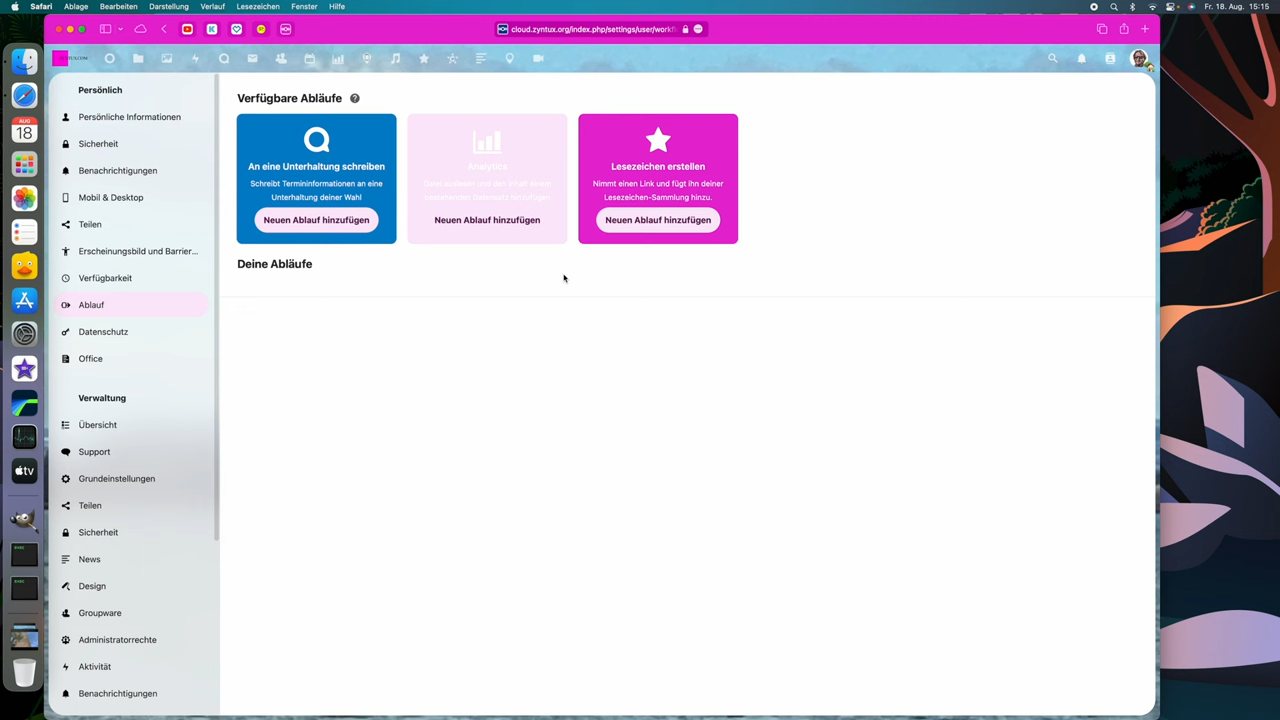 Safari Ablage Bearbeiten Darstellung Verlauf Lesezeichen Fenster Hilfe
Fr. 18. Aug. 15:15
cloud.zyntux.org/index.php/settings/user/workf
AUG
18
tv
Persönlich
Persönliche Informationen
Sicherheit
Benachrichtigungen
Mobil & Desktop
Teilen
Erscheinungsbild und Barrier...
Verfügbarkeit
Ablauf
Datenschutz
Office
Verwaltung
Übersicht
Support
Grundeinstellungen
Teilen
Sicherheit
News
Design
Groupware
Administratorrechte
Aktivität
Benachrichtigungen
Verfügbare Abläufe
An eine Unterhaltung schreiben
Schreibt Termininformationen an eine
Unterhaltung deiner Wahl
Neuen Ablauf hinzufügen
Analytics
Neuen Ablauf hinzufügen
Lesezeichen erstellen
Nimmt einen Link und fügt ihn deiner
Lesezeichen-Sammlung hinzu.
Neuen Ablauf hinzufügen
Deine Abläufe